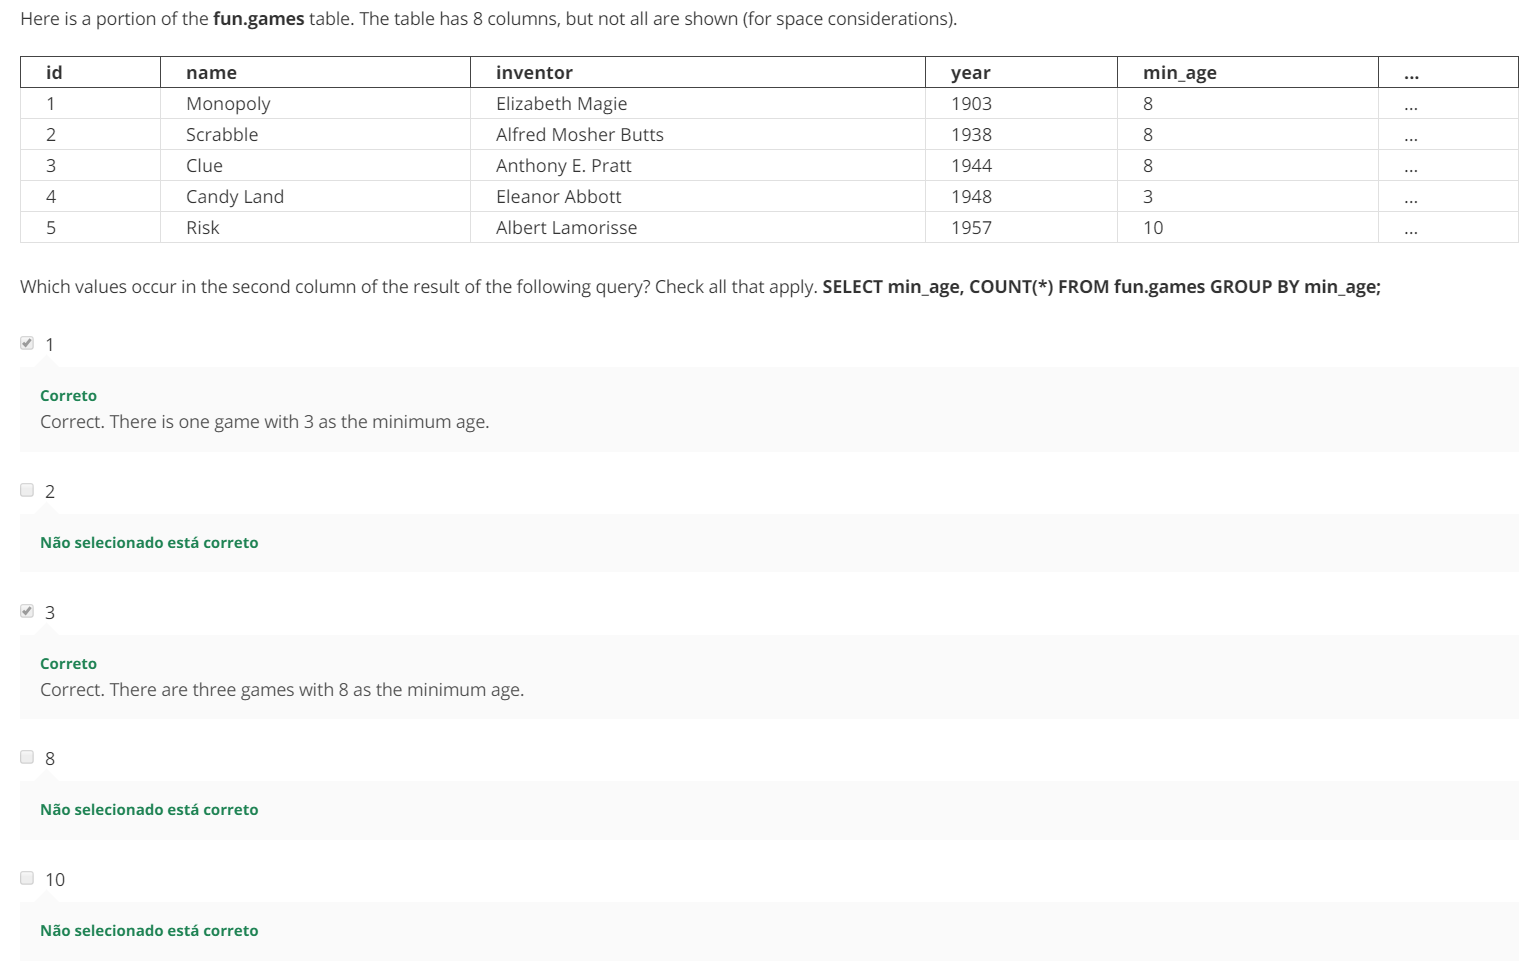 Here is a portion of the fun.games table. The table has 8 columns, but not all are shown (for space considerations).
id name inventor year min_age ...
1 Monopoly Elizabeth Magie 1903 8 ...
2 Scrabble Alfred Mosher Butts 1938 8 ...
3 Clue Anthony E. Pratt 1944 8 ...
4 Candy Land Eleanor Abbott 1948 3 ...
5 Risk Albert Lamorisse 1957 10 ...
Which values occur in the second column of the result of the following query? Check all that apply. SELECT min_age, COUNT(*) FROM fun.games GROUP BY min_age;
1
Correto
Correct. There is one game with 3 as the minimum age.
2
Não selecionado está correto
3
Correto
Correct. There are three games with 8 as the minimum age.
8
Não selecionado está correto
10
Não selecionado está correto